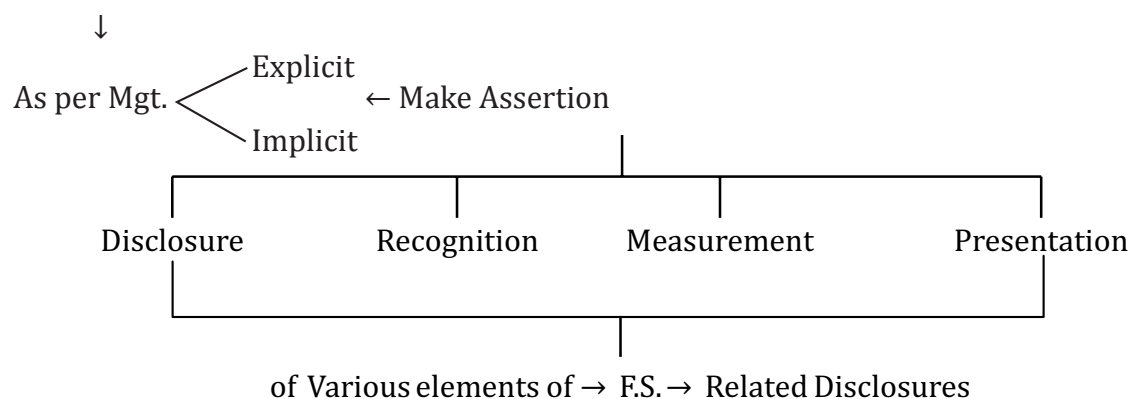 ↓
Explicit
As per Mgt. ← Make Assertion
Implicit
Disclosure Recognition Measurement Presentation
of Various elements of → F.S. → Related Disclosures